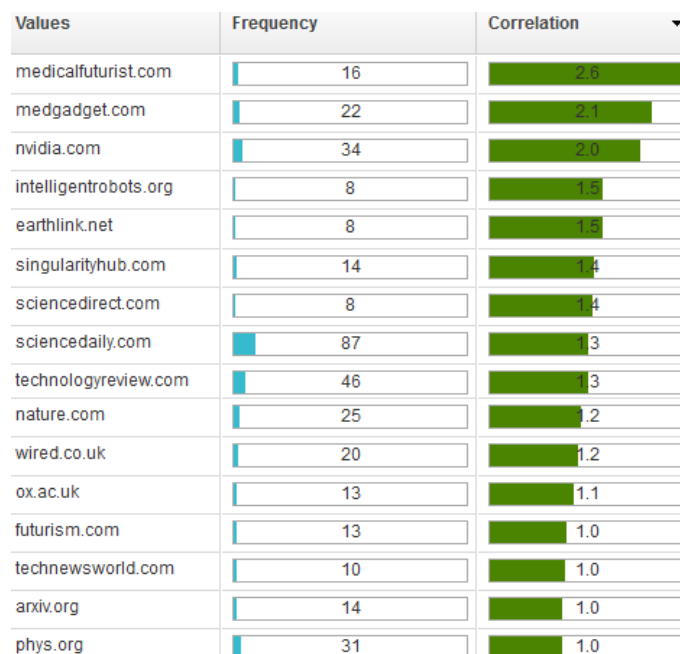 Values Frequency Correlation
medicalfuturist.com 16 2.6
medgadget.com 22 2.1
nvidia.com 34 2.0
intelligentrobots.org 8 1.5
earthlink.net 8 1.5
singularityhub.com 14 1.4
sciencedirect.com 8 1.4
sciencedaily.com 87 1.3
technologyreview.com 46 1.3
nature.com 25 1.2
wired.co.uk 20 1.2
ox.ac.uk 13 1.1
futurism.com 13 1.0
technewsworld.com 10 1.0
arxiv.org 14 1.0
phys.org 31 1.0